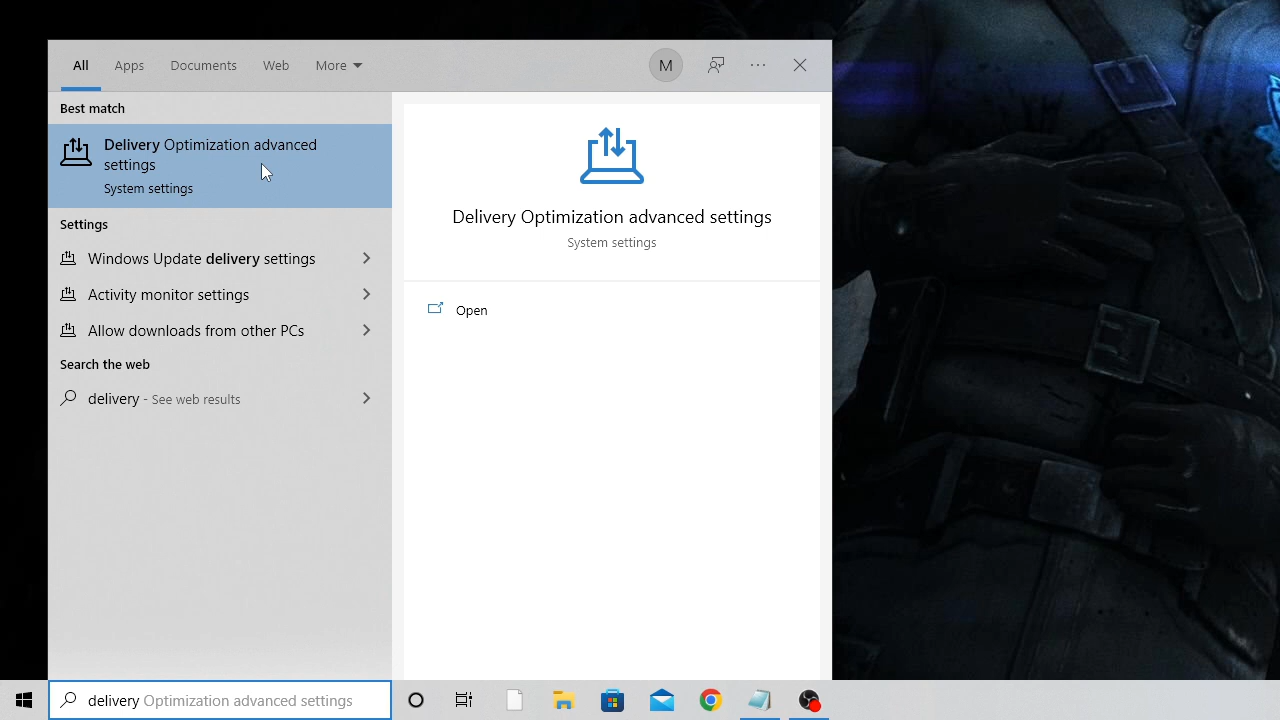 All
Apps
Documents
Web
More
M
Best match
Delivery Optimization advanced
settings
System settings
Settings
Windows Update delivery settings
Activity monitor settings
Allow downloads from other PCs
Search the web
delivery - See web results
Delivery Optimization advanced settings
System settings
Open
delivery Optimization advanced settings